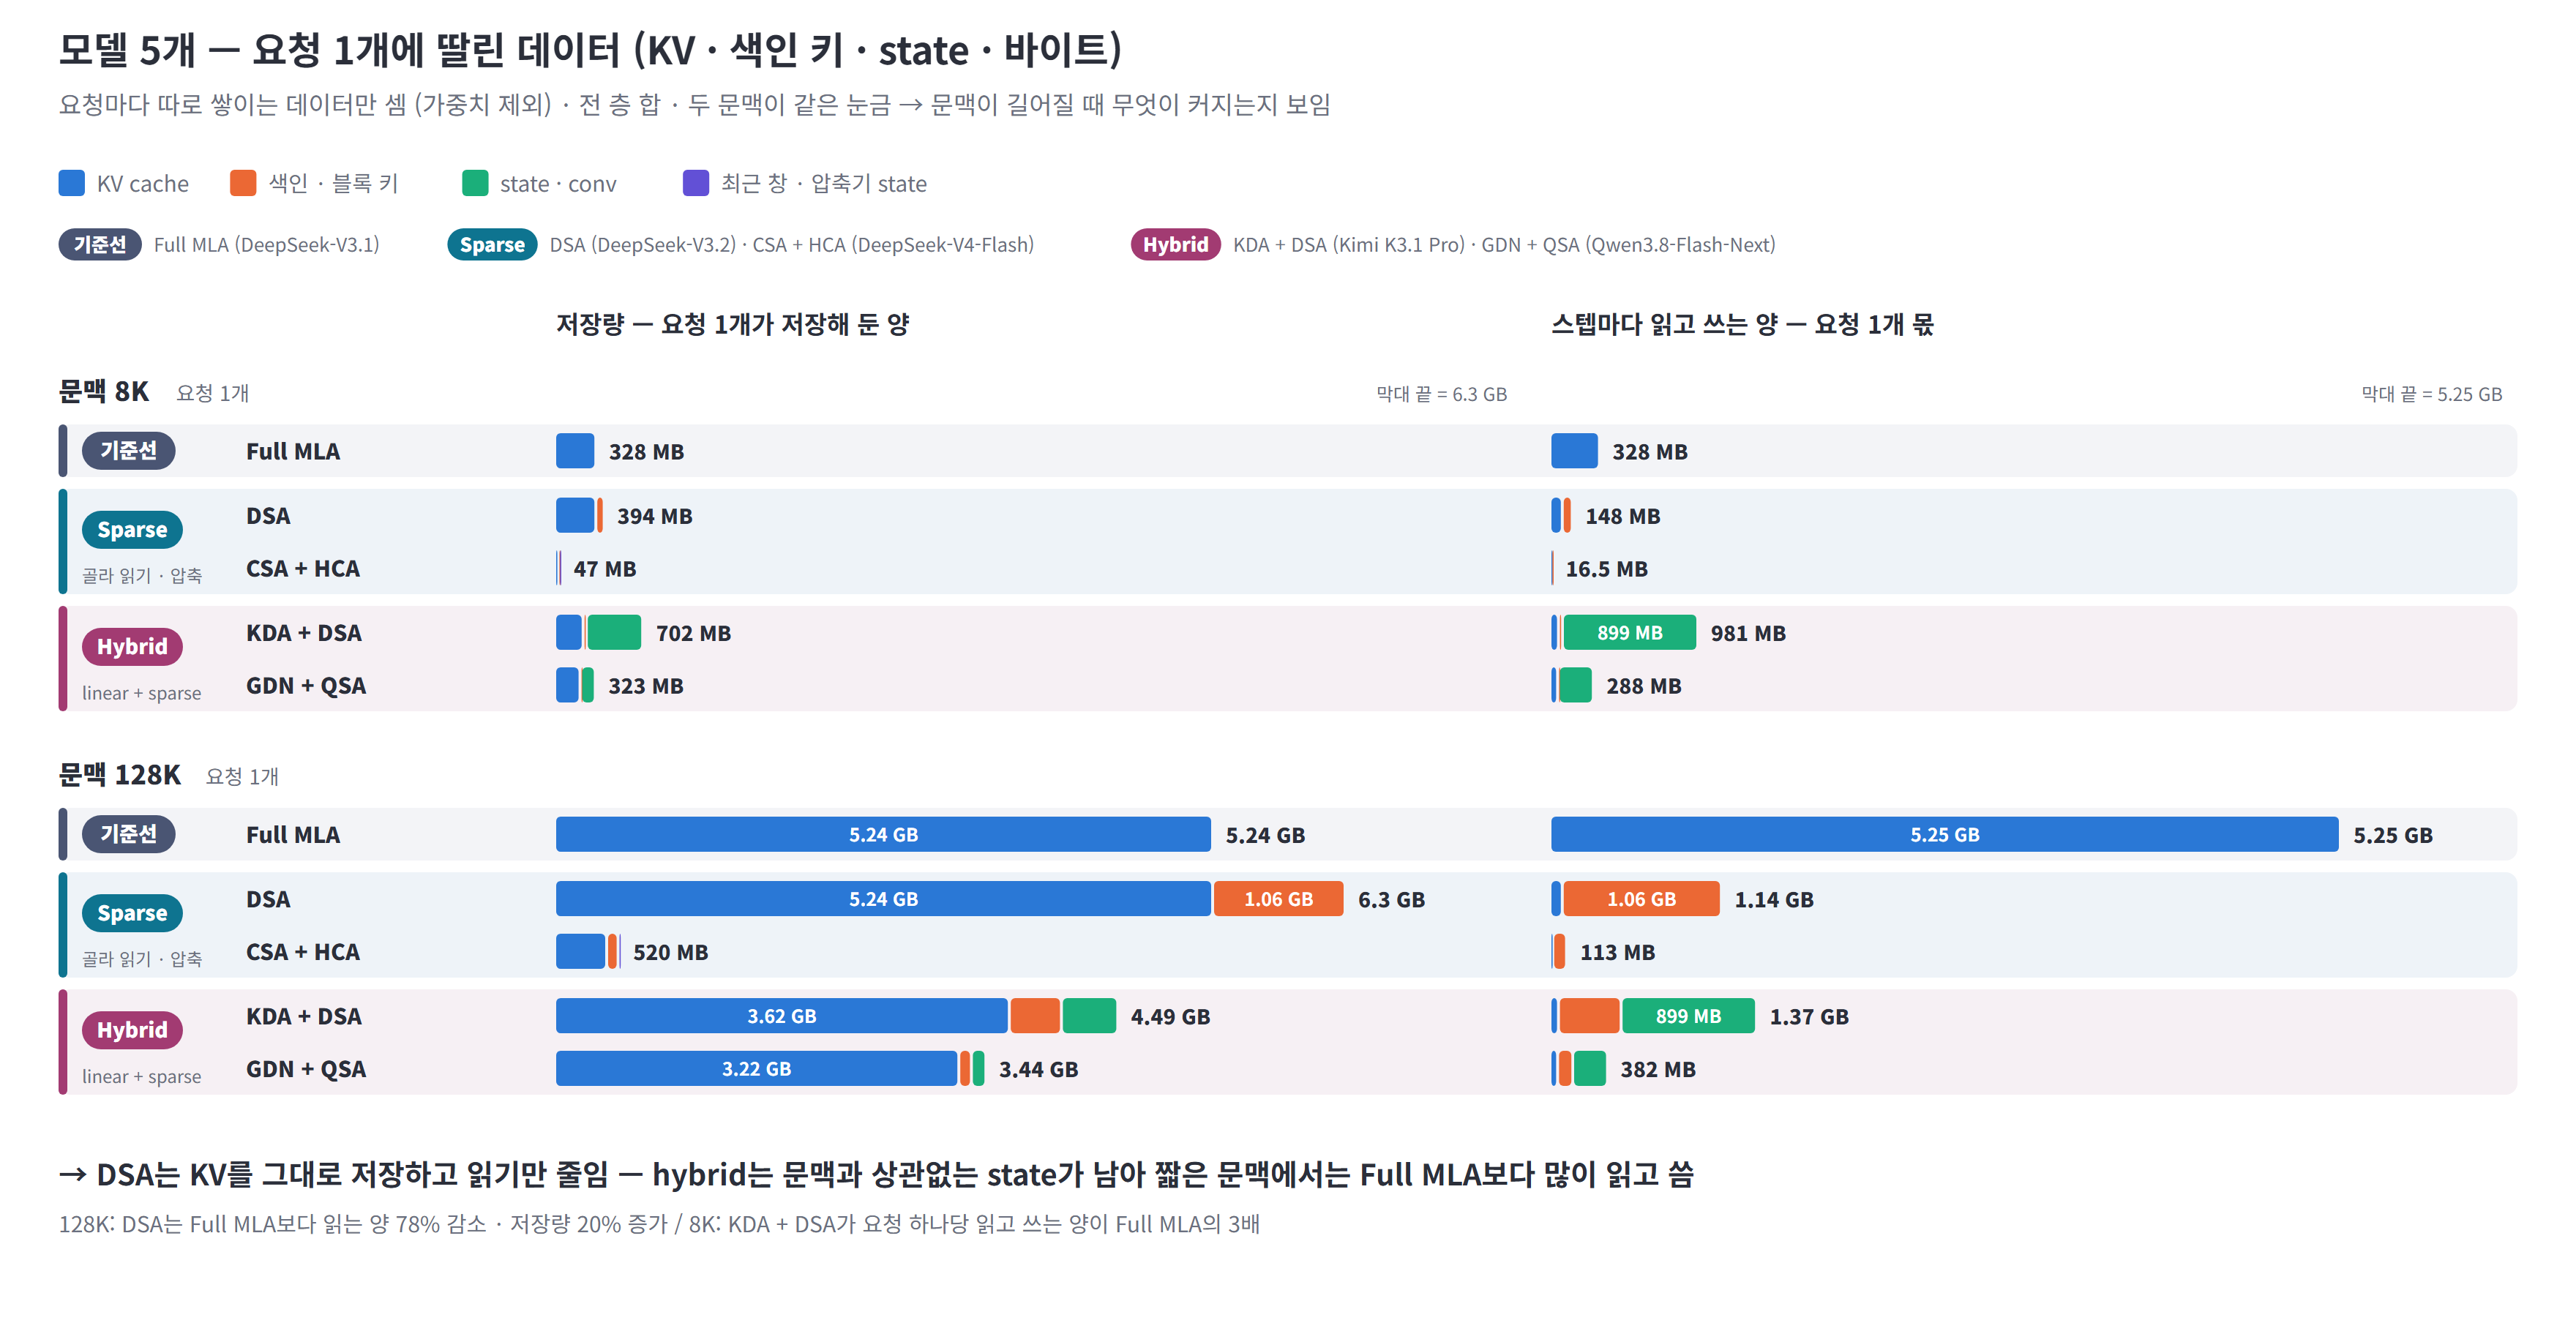 모델 5개 — 요청 1개에 딸린 데이터 (KV · 색인 키 · state · 바이트)
요청마다 따로 쌓이는 데이터만 셈 (가중치 제외) · 전 층 합 · 두 문맥이 같은 눈금 → 문맥이 길어질 때 무엇이 커지는지 보임
KV cache 색인 · 블록 키 state · conv 최근 창 · 압축기 state
기준선 Full MLA (DeepSeek-V3.1) Sparse DSA (DeepSeek-V3.2) · CSA + HCA (DeepSeek-V4-Flash) Hybrid KDA + DSA (Kimi K3.1 Pro) · GDN + QSA (Qwen3.8-Flash-Next)
저장량 — 요청 1개가 저장해 둔 양 스텝마다 읽고 쓰는 양 — 요청 1개 몫
문맥 8K 요청 1개 막대 끝 = 6.3 GB 막대 끝 = 5.25 GB
기준선 Full MLA 328 MB 328 MB
Sparse
골라 읽기 · 압축
DSA 394 MB 148 MB
CSA + HCA 47 MB 16.5 MB
Hybrid
linear + sparse
KDA + DSA 702 MB 899 MB 981 MB
GDN + QSA 323 MB 288 MB
문맥 128K 요청 1개
기준선 Full MLA 5.24 GB 5.24 GB 5.25 GB 5.25 GB
Sparse
골라 읽기 · 압축
DSA 5.24 GB 1.06 GB 6.3 GB 1.06 GB 1.14 GB
CSA + HCA 520 MB 113 MB
Hybrid
linear + sparse
KDA + DSA 3.62 GB 4.49 GB 899 MB 1.37 GB
GDN + QSA 3.22 GB 3.44 GB 382 MB
→ DSA는 KV를 그대로 저장하고 읽기만 줄임 — hybrid는 문맥과 상관없는 state가 남아 짧은 문맥에서는 Full MLA보다 많이 읽고 씀
128K: DSA는 Full MLA보다 읽는 양 78% 감소 · 저장량 20% 증가 / 8K: KDA + DSA가 요청 하나당 읽고 쓰는 양이 Full MLA의 3배